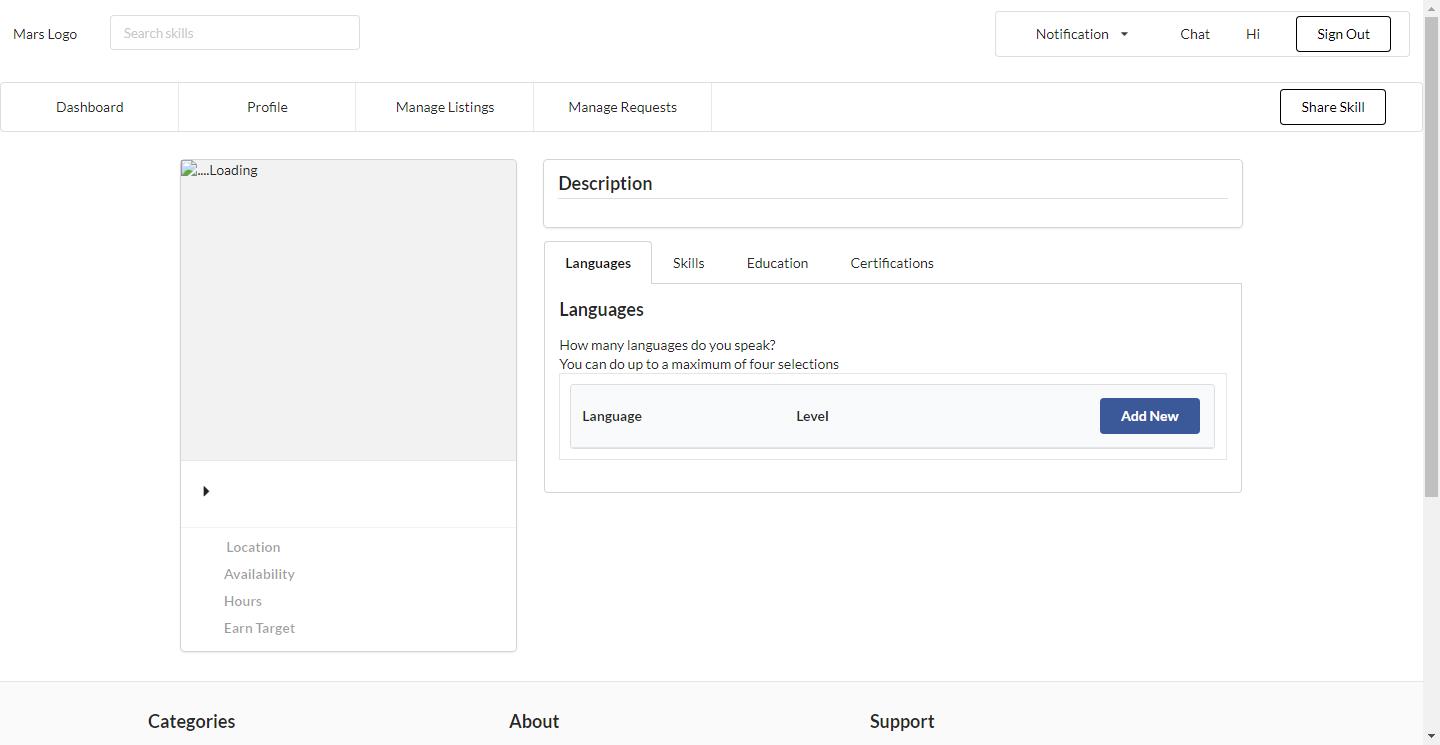 Mars Logo
Search skills
Notification
Chat
Hi
Sign Out
Dashboard
Profile
Manage Listings
Manage Requests
Share Skill
....Loading
Location
Availability
Hours
Earn Target
Description
Languages
Skills
Education
Certifications
Languages
How many languages do you speak?
You can do up to a maximum of four selections
Language
Level
Add New
Categories
About
Support